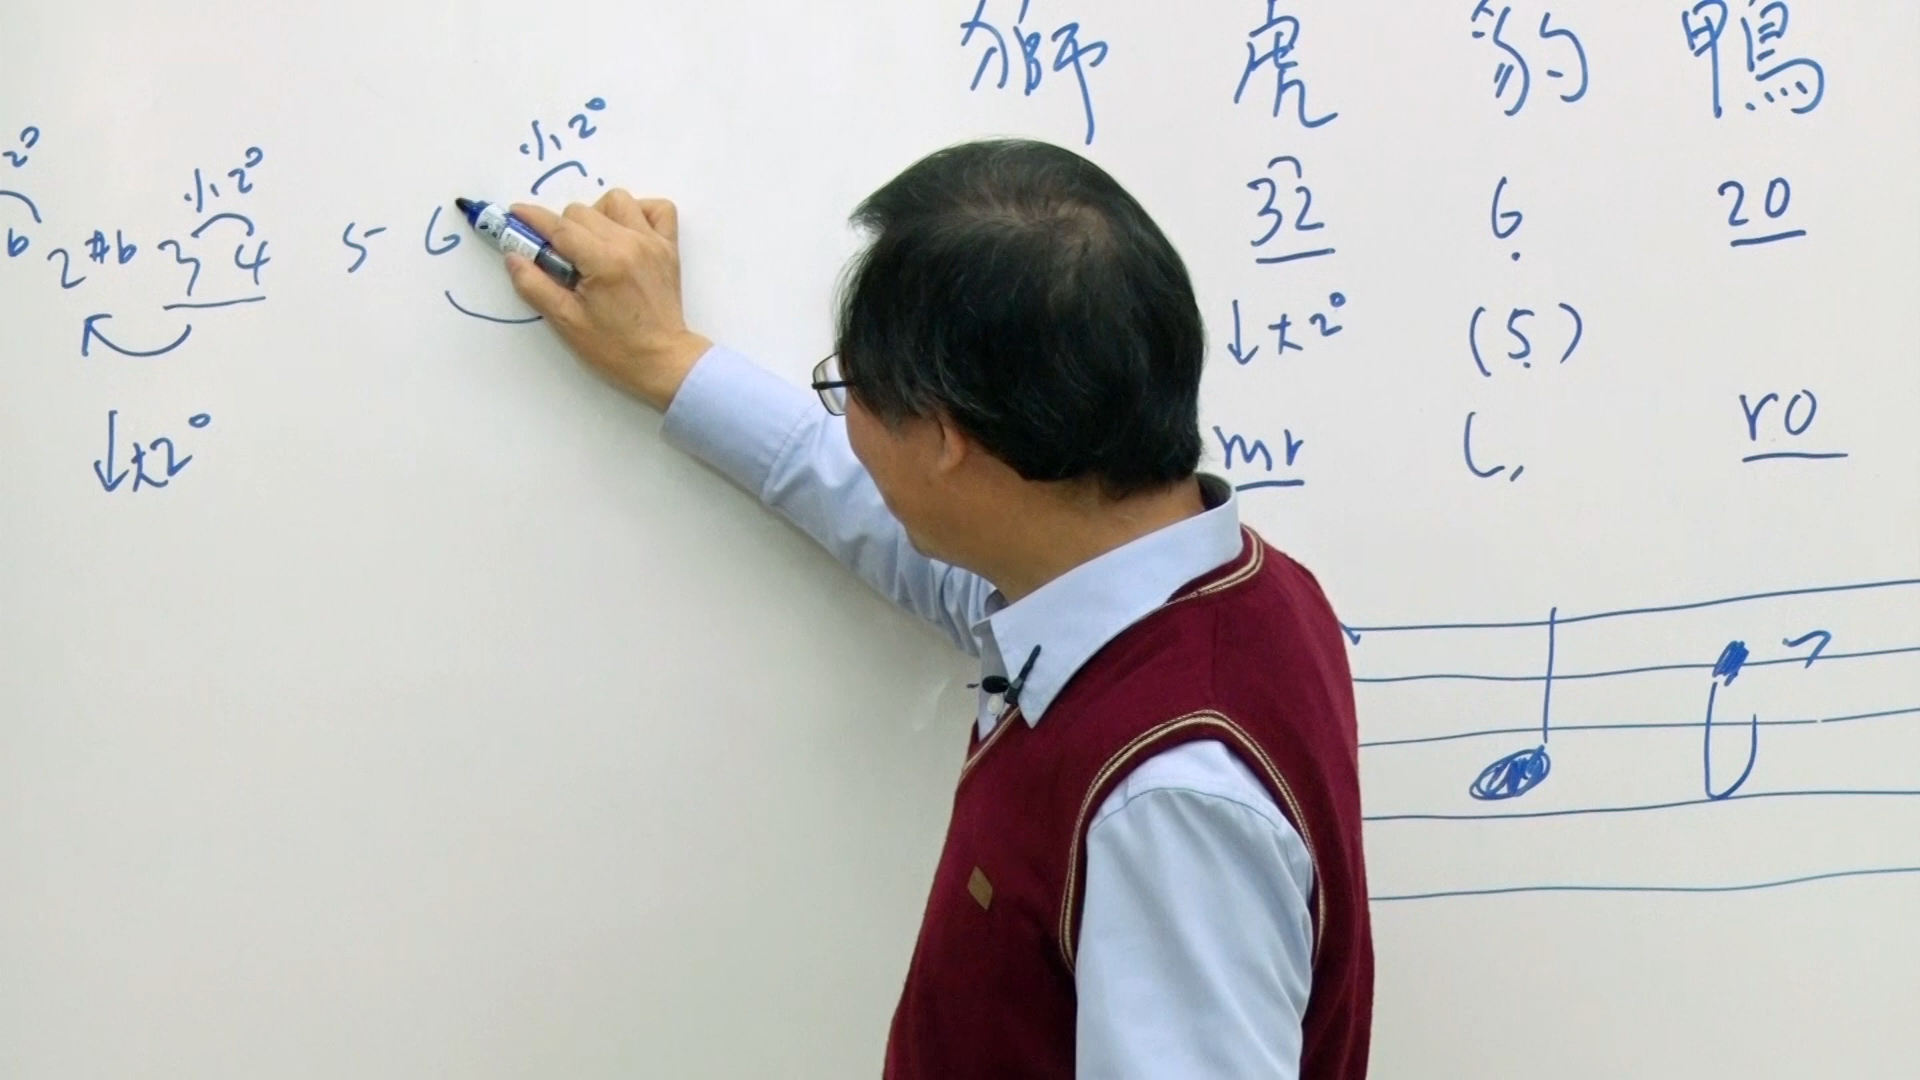 獅 虎 豹 鴨
小2° 小2°
2°
b 2#b 3 4 5 6
↓大2°
32 6 20
↓大2° (5)
mr l, ro